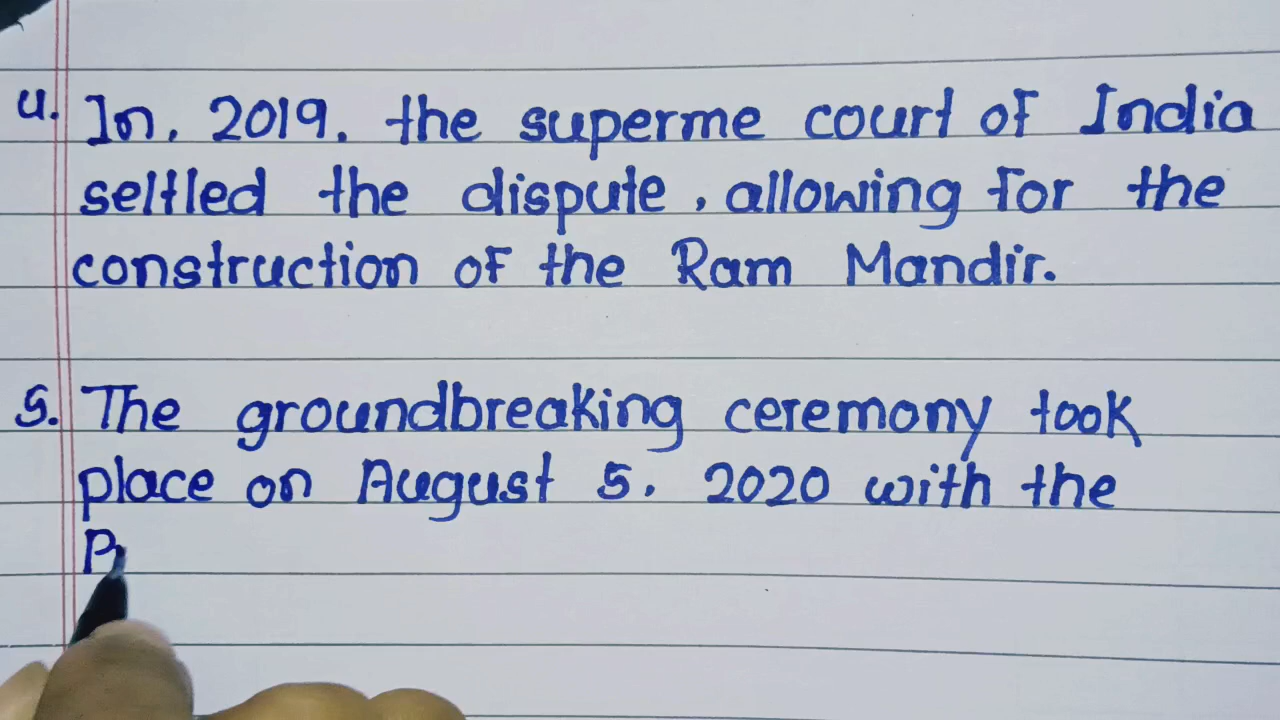 4. In, 2019, the superme court of India
settled the dispute, allowing for the
construction of the Ram Mandir.
5. The groundbreaking ceremony took
place on August 5, 2020 with the
P